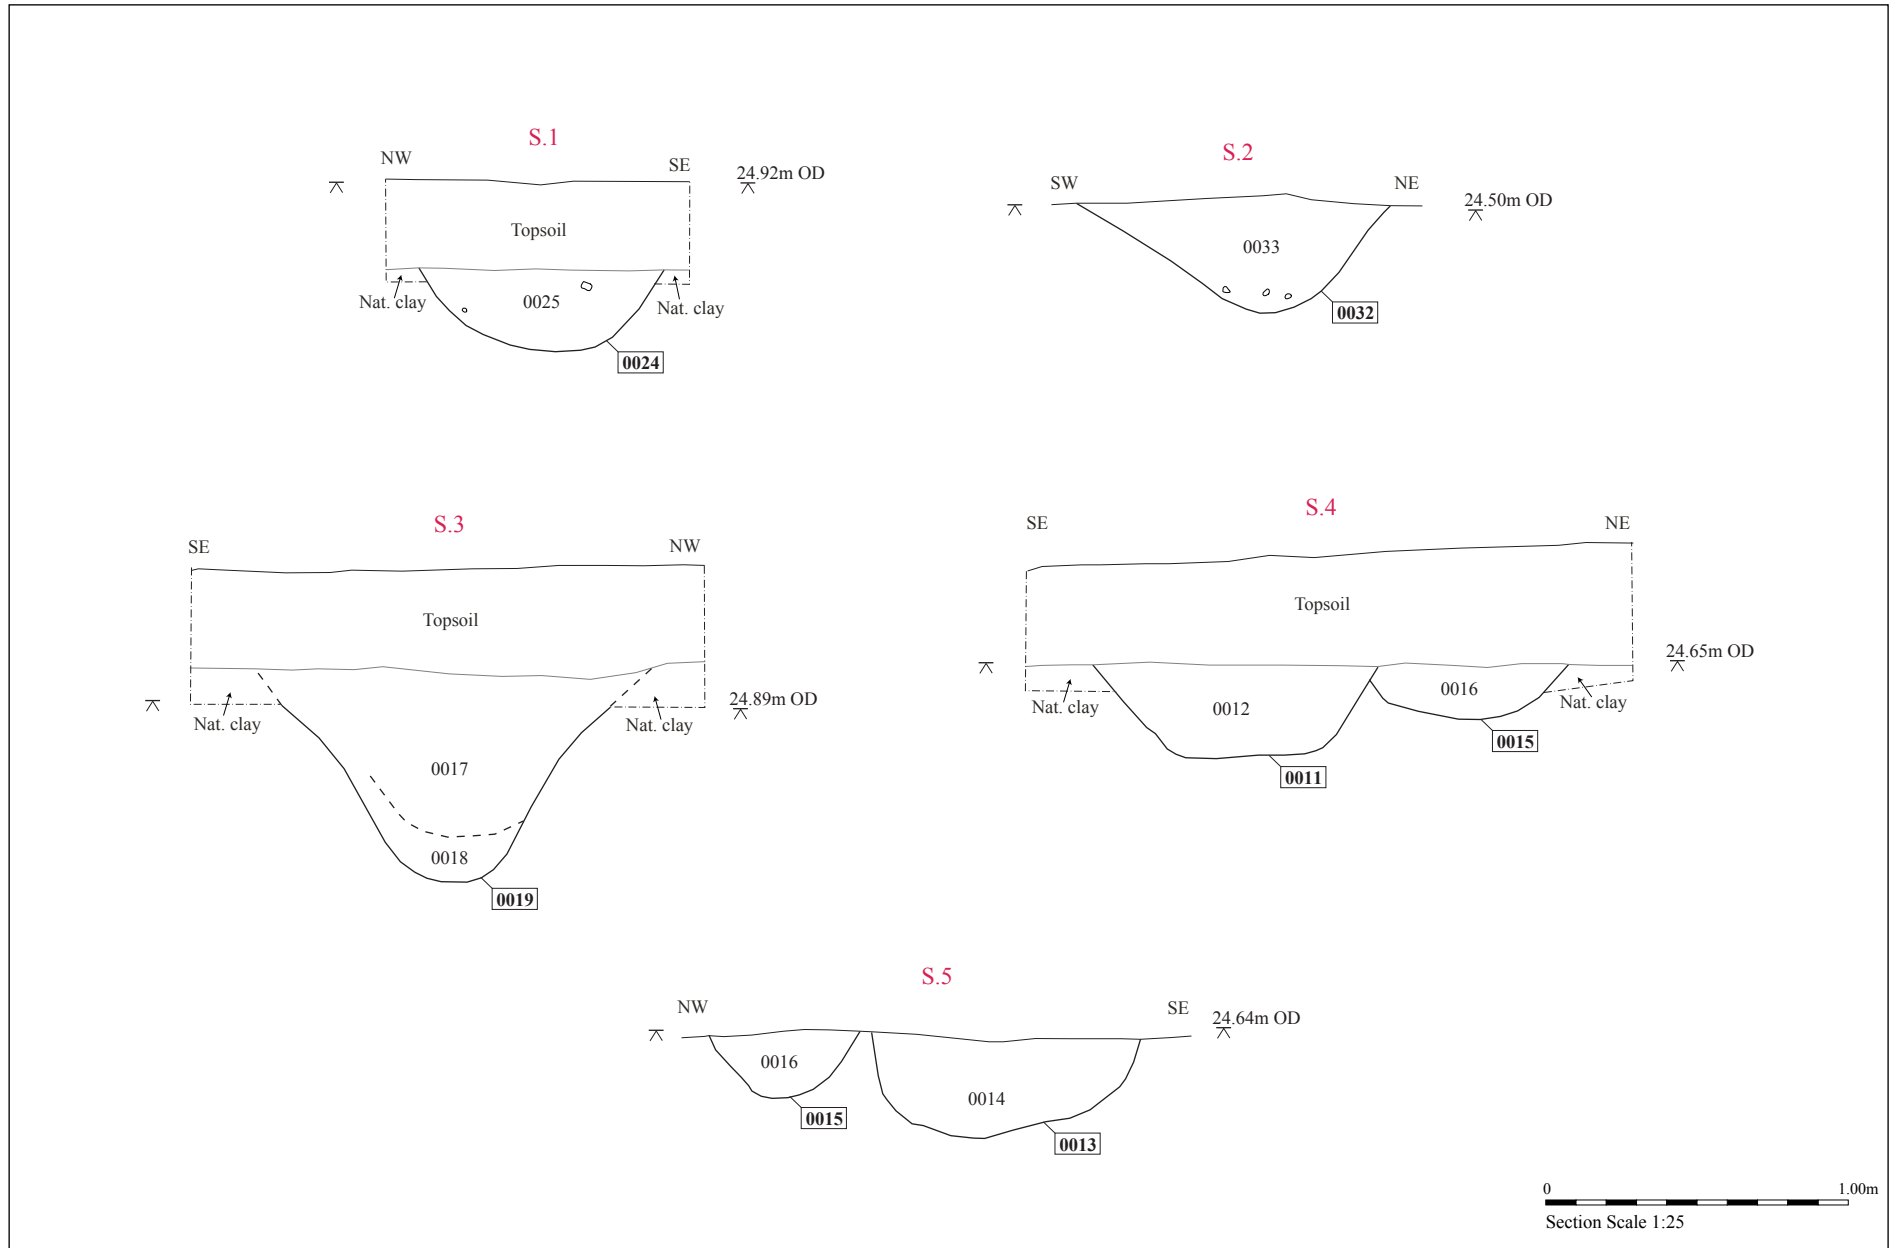 S.1
NW
SE
24.92m OD
Topsoil
Nat. clay
0025
Nat. clay
0024
S.2
SW
NE
24.50m OD
0033
0032
S.3
SE
NW
Topsoil
24.89m OD
Nat. clay
Nat. clay
0017
0018
0019
S.4
SE
NE
Topsoil
24.65m OD
Nat. clay
0012
0016
Nat. clay
0015
0011
S.5
NW
SE
24.64m OD
0016
0014
0015
0013
0 1.00m
Section Scale 1:25